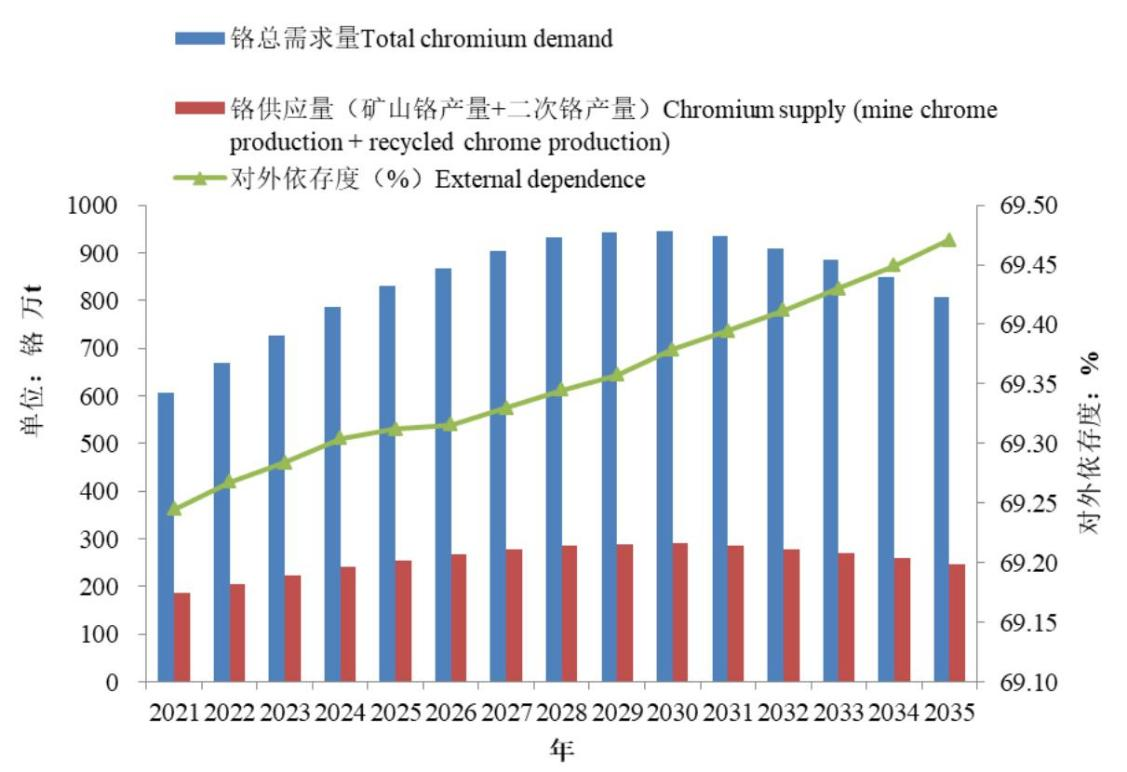 铬总需求量Total chromium demand
铬供应量（矿山铬产量+二次铬产量）Chromium supply (mine chrome
production + recycled chrome production)
对外依存度（%）External dependence
1000
900
800
700
600
500
400
300
200
100
0
单位：铬 万t
69.50
69.45
69.40
69.35
69.30
69.25
69.20
69.15
69.10
对外依存度：%
2021 2022 2023 2024 2025 2026 2027 2028 2029 2030 2031 2032 2033 2034 2035
年